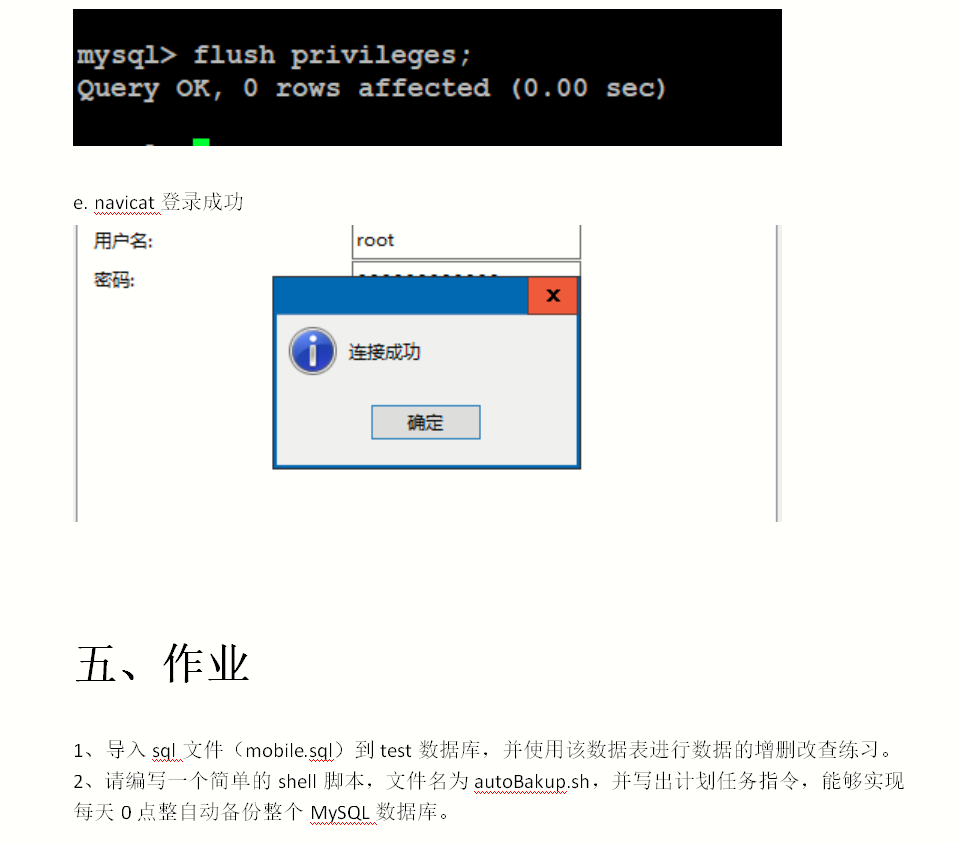 mysql> flush privileges;
Query OK, 0 rows affected (0.00 sec)
e. navicat 登录成功
用户名:
root
密码:
x
连接成功
确定
五、作业
1、导入 sql 文件（mobile.sql）到 test 数据库，并使用该数据表进行数据的增删改查练习。
2、请编写一个简单的 shell 脚本，文件名为 autoBakup.sh，并写出计划任务指令，能够实现
每天 0 点整自动备份整个 MySQL 数据库。